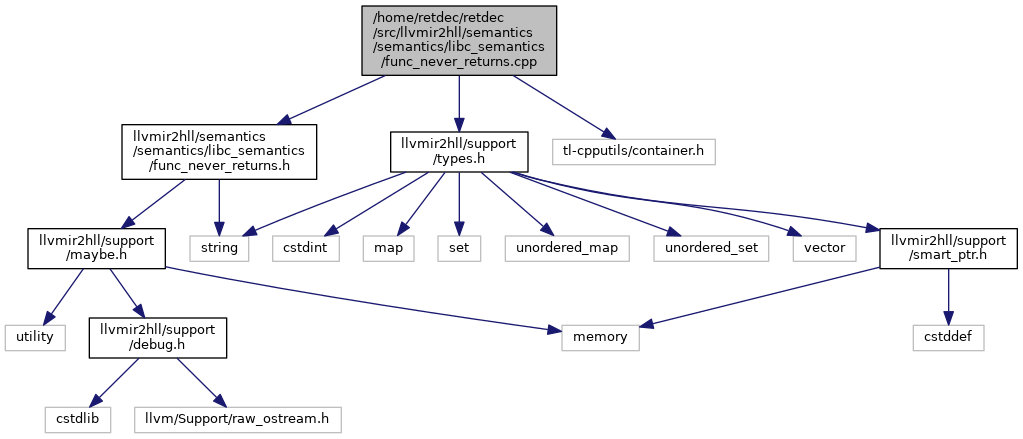 /home/retdec/retdec
/src/llvmir2hll/semantics
/semantics/libc_semantics
/func_never_returns.cpp
llvmir2hll/semantics
/semantics/libc_semantics
/func_never_returns.h
llvmir2hll/support
/types.h
tl-cpputils/container.h
llvmir2hll/support
/maybe.h
string
cstdint
map
set
unordered_map
unordered_set
vector
llvmir2hll/support
/smart_ptr.h
utility
llvmir2hll/support
/debug.h
memory
cstddef
cstdlib
llvm/Support/raw_ostream.h